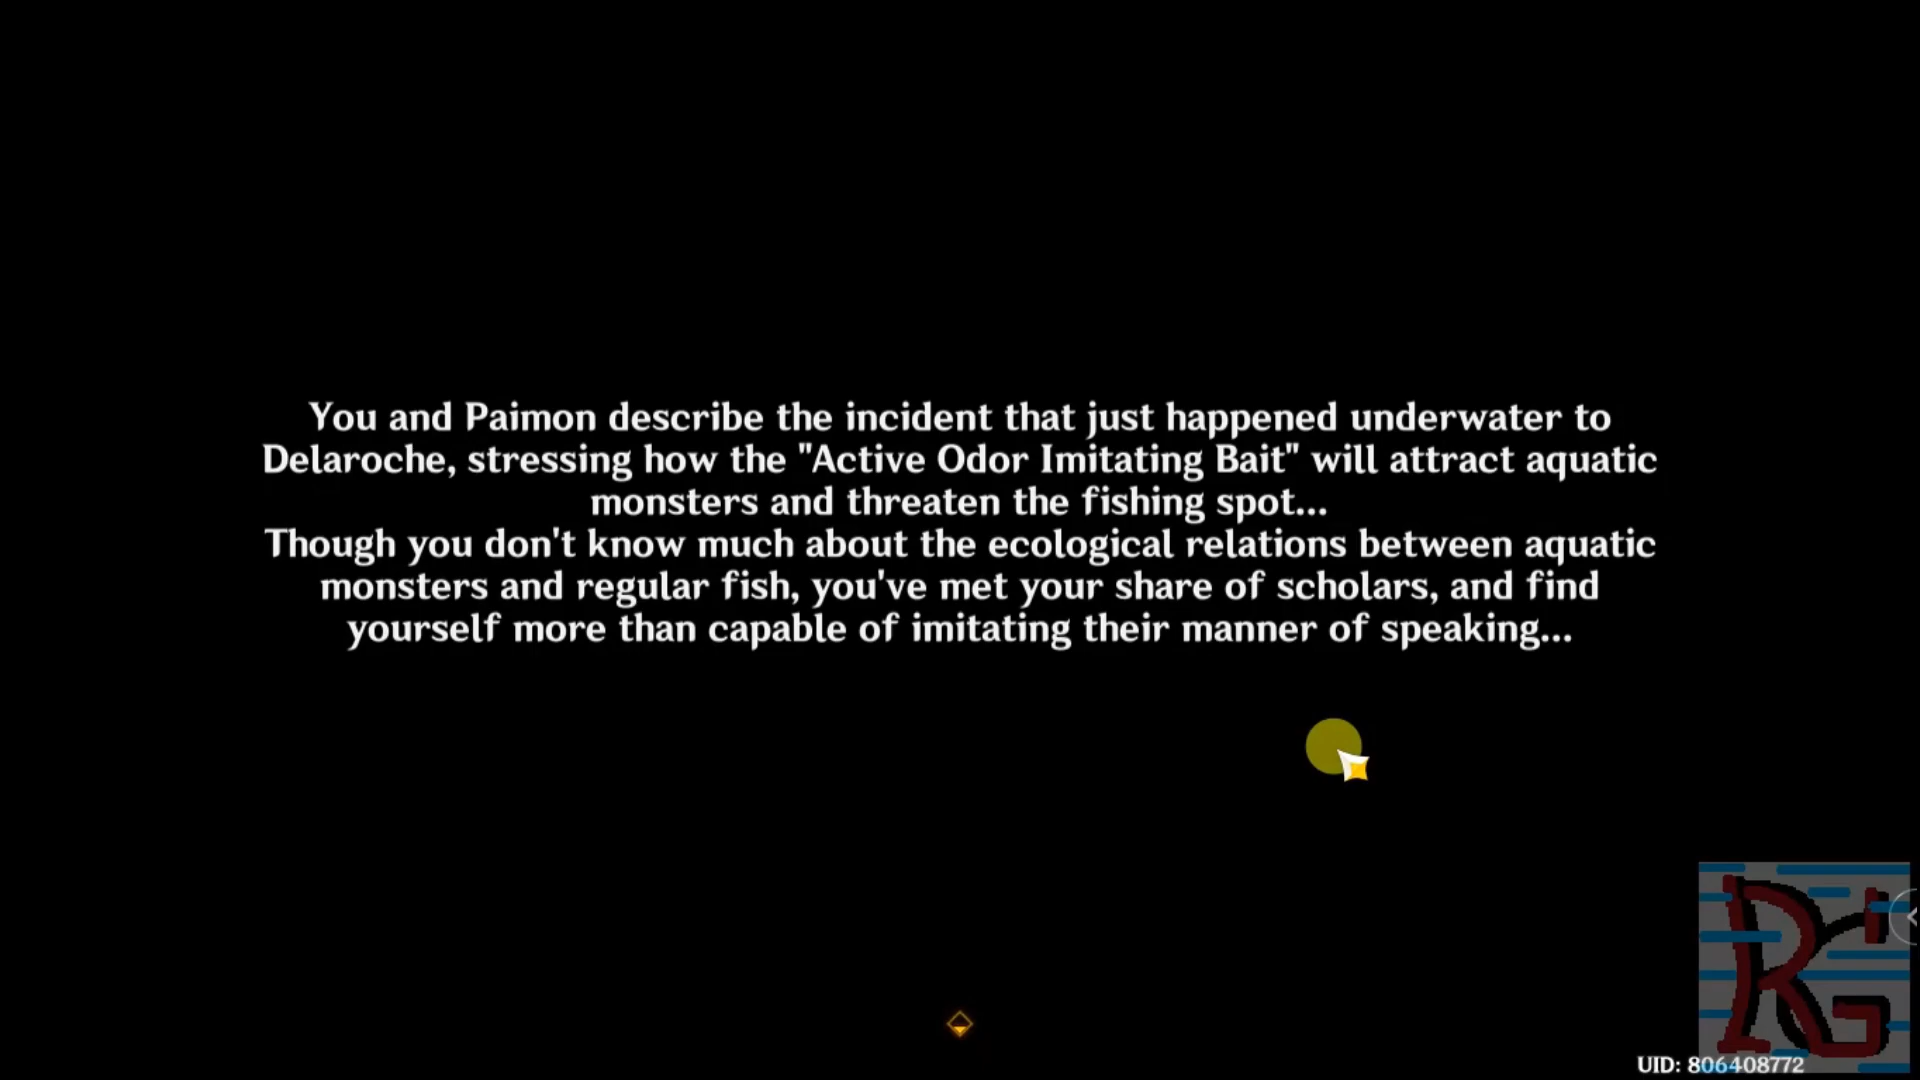 You and Paimon describe the incident that just happened underwater to
Delaroche, stressing how the "Active Odor Imitating Bait" will attract aquatic
monsters and threaten the fishing spot...
Though you don't know much about the ecological relations between aquatic
monsters and regular fish, you've met your share of scholars, and find
yourself more than capable of imitating their manner of speaking...
RG
UID: 806408772